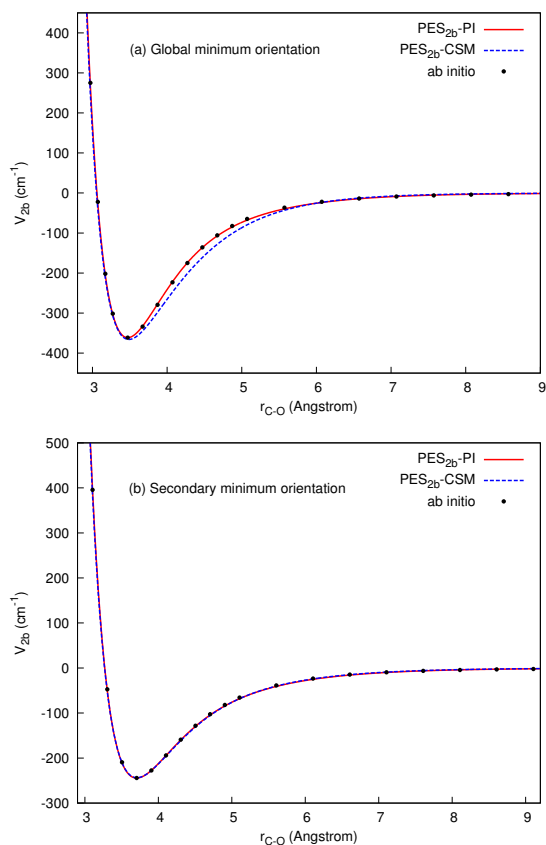 400
300
200
100
0
-100
-200
-300
-400
3 4 5 6 7 8 9
V2b (cm-1)
rC-O (Angstrom)
(a) Global minimum orientation
PES2b-PI
PES2b-CSM
ab initio
500
400
300
200
100
0
-100
-200
-300
3 4 5 6 7 8 9
V2b (cm-1)
rC-O (Angstrom)
(b) Secondary minimum orientation
PES2b-PI
PES2b-CSM
ab initio